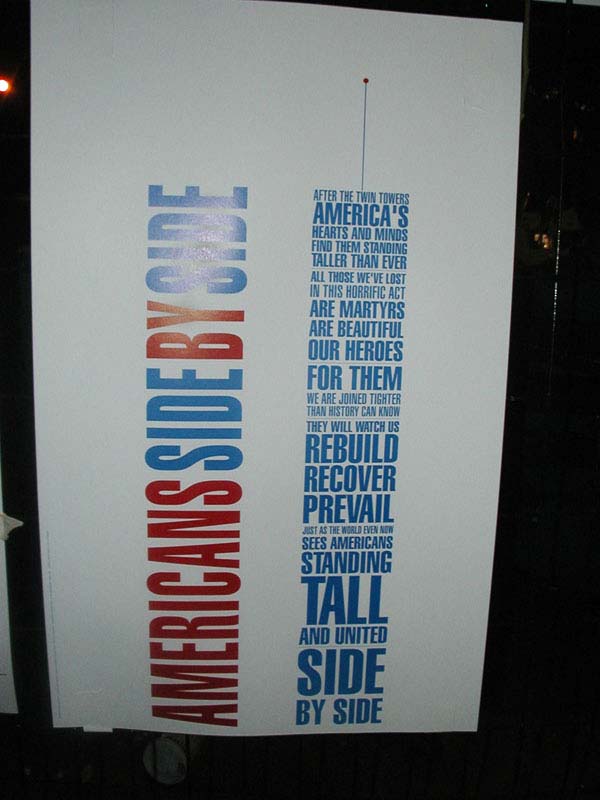 AMERICANS SIDE BY SIDE
AFTER THE TWIN TOWERS
AMERICA'S
HEARTS AND MINDS
FIND THEM STANDING
TALLER THAN EVER
ALL THOSE WE'VE LOST
IN THIS HORRIFIC ACT
ARE MARTYRS
ARE BEAUTIFUL
OUR HEROES
FOR THEM
WE ARE JOINED TIGHTER
THAN HISTORY CAN KNOW
THEY WILL WATCH US
REBUILD
RECOVER
PREVAIL
JUST AS THE WORLD EVEN NOW
SEES AMERICANS
STANDING
TALL
AND UNITED
SIDE
BY SIDE